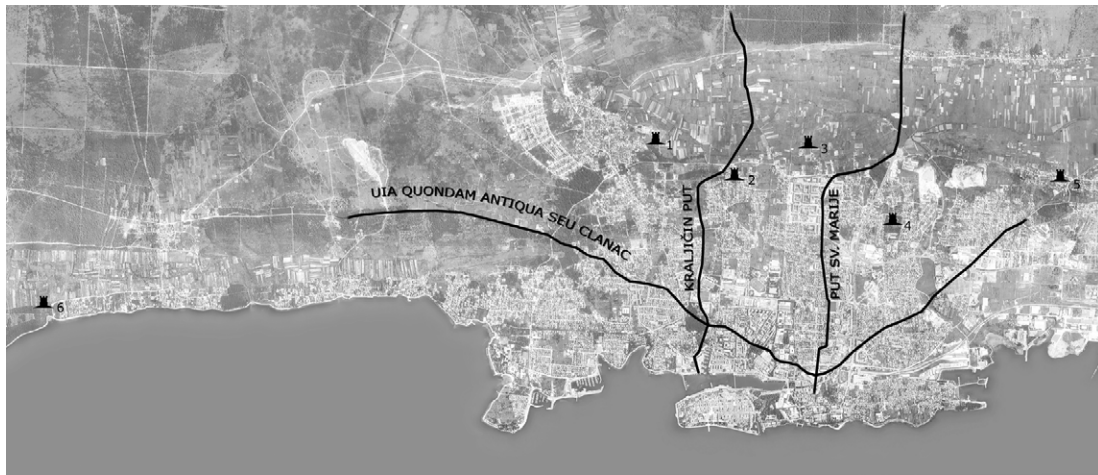 1
3
2
5
UIA QUONDAM ANTIQUA SEU CLANAC
KRALJIČIN PUT
PUT SV. MARIJE
4
6